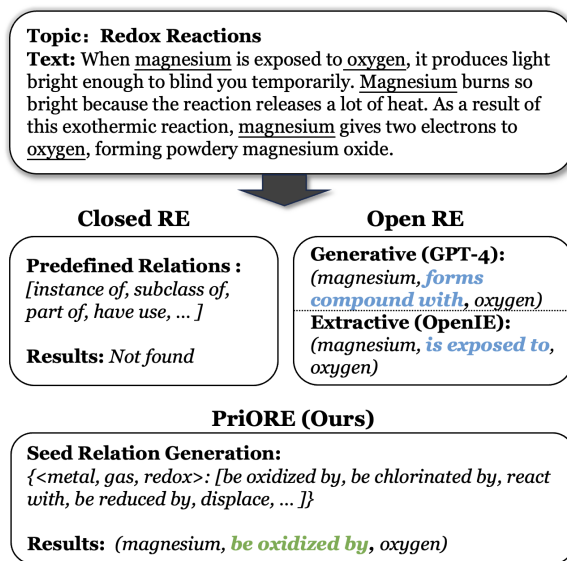 Topic: Redox Reactions
Text: When magnesium is exposed to oxygen, it produces light
bright enough to blind you temporarily. Magnesium burns so
bright because the reaction releases a lot of heat. As a result of
this exothermic reaction, magnesium gives two electrons to
oxygen, forming powdery magnesium oxide.
Closed RE
Predefined Relations :
[instance of, subclass of,
part of, have use, ... ]
Results: Not found
Open RE
Generative (GPT-4):
(magnesium, forms
compound with, oxygen)
Extractive (OpenIE):
(magnesium, is exposed to,
oxygen)
PriORE (Ours)
Seed Relation Generation:
{<metal, gas, redox>: [be oxidized by, be chlorinated by, react
with, be reduced by, displace, ... ]}
Results: (magnesium, be oxidized by, oxygen)